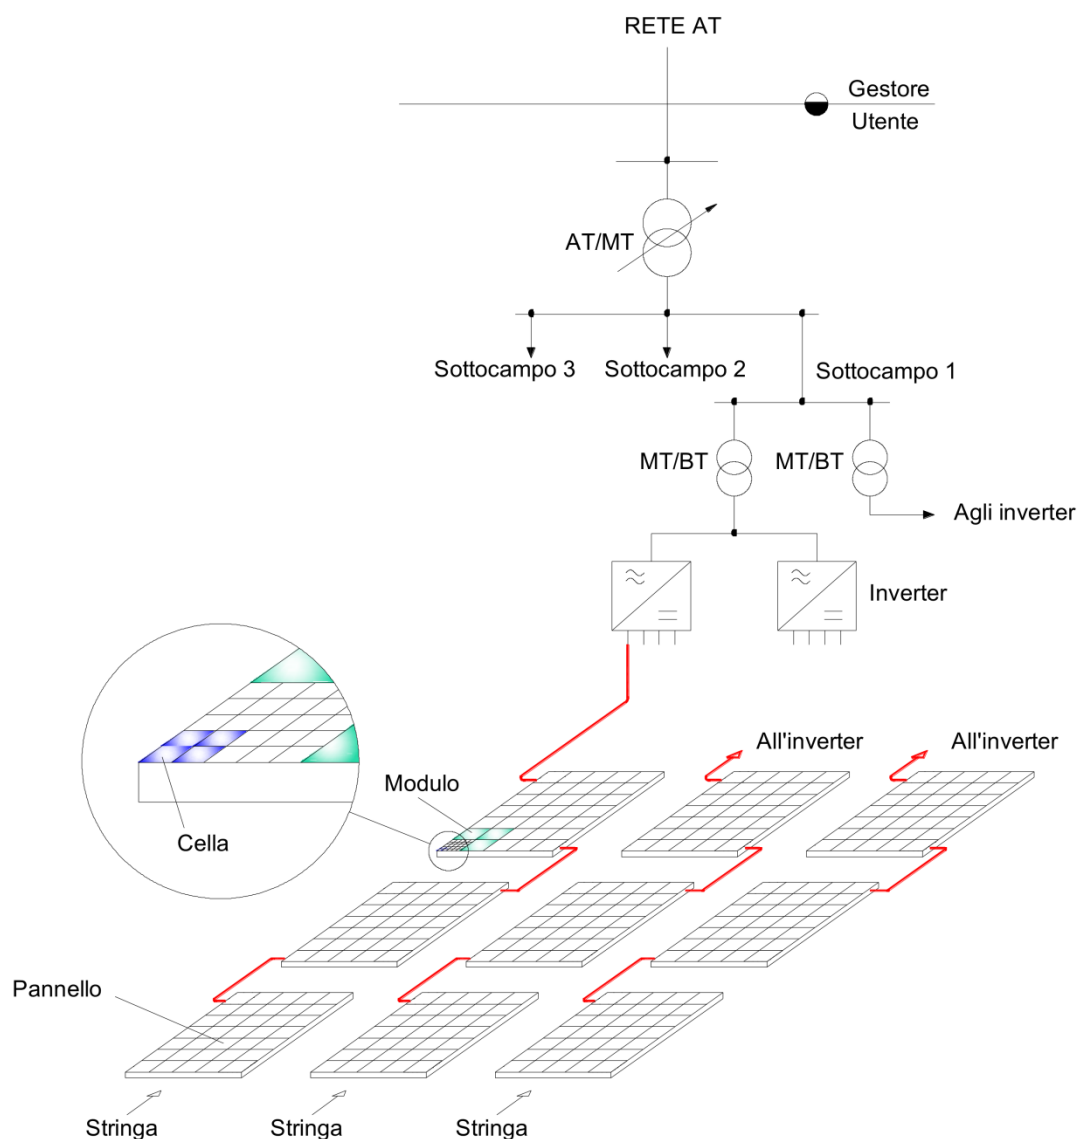 RETE AT
Gestore
Utente
AT/MT
Sottocampo 3
Sottocampo 2
Sottocampo 1
MT/BT
MT/BT
Agli inverter
Inverter
All'inverter
All'inverter
Modulo
Cella
Pannello
Stringa
Stringa
Stringa